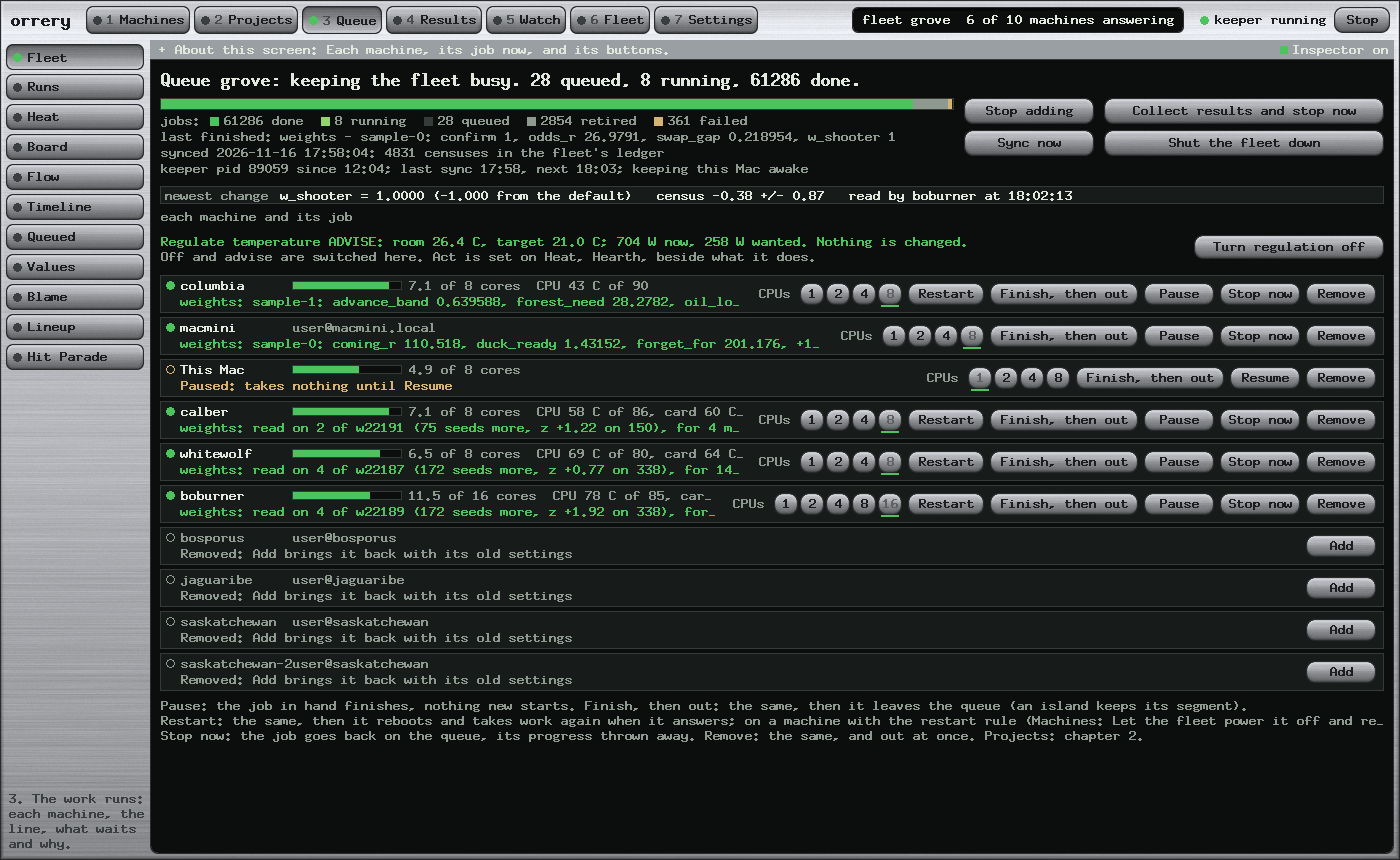 orrery
1 Machines
2 Projects
3 Queue
4 Results
5 Watch
6 Fleet
7 Settings
fleet grove 6 of 10 machines answering
keeper running
Stop
Fleet
Runs
Heat
Board
Flow
Timeline
Queued
Values
Blame
Lineup
Hit Parade
3. The work runs:
each machine, the
line, what waits
and why.
+ About this screen: Each machine, its job now, and its buttons.
Inspector on
Queue grove: keeping the fleet busy. 28 queued, 8 running, 61286 done.
Stop adding
Collect results and stop now
jobs: 61286 done 8 running 28 queued 2854 retired 361 failed
last finished: weights - sample-0: confirm 1, odds_r 26.9791, swap_gap 0.218954, w_shooter 1
Sync now
Shut the fleet down
synced 2026-11-16 17:58:04: 4831 censuses in the fleet's ledger
keeper pid 89059 since 12:04; last sync 17:58, next 18:03; keeping this Mac awake
newest change w_shooter = 1.0000 (-1.000 from the default) census -0.38 +/- 0.87 read by boburner at 18:02:13
each machine and its job
Regulate temperature ADVISE: room 26.4 C, target 21.0 C; 704 W now, 258 W wanted. Nothing is changed.
Off and advise are switched here. Act is set on Heat, Hearth, beside what it does.
Turn regulation off
columbia 7.1 of 8 cores CPU 43 C of 90
weights: sample-1: advance_band 0.639588, forest_need 28.2782, oil_lo_
CPUs 1 2 4 8 Restart Finish, then out Pause Stop now Remove
macmini user@macmini.local
weights: sample-0: coming_r 110.518, duck_ready 1.43152, forget_for 201.176, +1_
CPUs 1 2 4 8 Finish, then out Pause Stop now Remove
This Mac 4.9 of 8 cores
Paused: takes nothing until Resume
CPUs 1 2 4 8 Finish, then out Resume Remove
calber 7.1 of 8 cores CPU 58 C of 86, card 60 C_
weights: read on 2 of w22191 (75 seeds more, z +1.22 on 150), for 4 m_
CPUs 1 2 4 8 Restart Finish, then out Pause Stop now Remove
whitewolf 6.5 of 8 cores CPU 69 C of 80, card 64 C_
weights: read on 4 of w22187 (172 seeds more, z +0.77 on 338), for 14_
CPUs 1 2 4 8 Restart Finish, then out Pause Stop now Remove
boburner 11.5 of 16 cores CPU 78 C of 85, car_
weights: read on 4 of w22189 (172 seeds more, z +1.92 on 338), for_
CPUs 1 2 4 8 16 Restart Finish, then out Pause Stop now Remove
bosporus user@bosporus
Removed: Add brings it back with its old settings
Add
jaguaribe user@jaguaribe
Removed: Add brings it back with its old settings
Add
saskatchewan user@saskatchewan
Removed: Add brings it back with its old settings
Add
saskatchewan-2user@saskatchewan
Removed: Add brings it back with its old settings
Add
Pause: the job in hand finishes, nothing new starts. Finish, then out: the same, then it leaves the queue (an island keeps its segment).
Restart: the same, then it reboots and takes work again when it answers; on a machine with the restart rule (Machines: Let the fleet power it off and re_
Stop now: the job goes back on the queue, its progress thrown away. Remove: the same, and out at once. Projects: chapter 2.